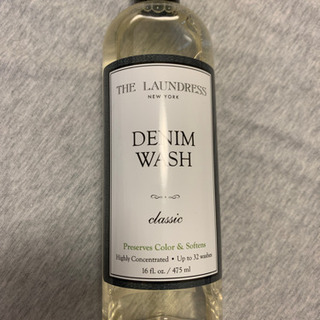 THE LAUNDRESS
NEW YORK
DENIM
WASH
classic
Preserves Color & Softens
Highly Concentrated • Up to 32 washes
16 fl. oz. / 475 ml